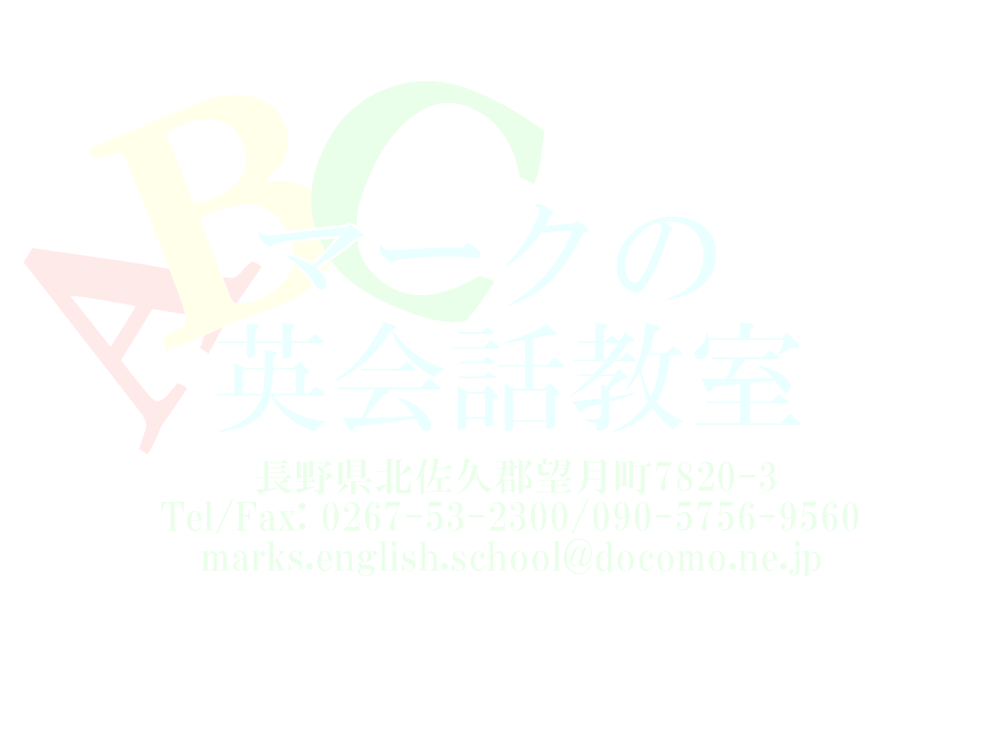 ABC
マークの
英会話教室
長野県北佐久郡望月町7820-3
Tel/Fax: 0267-53-2300/090-5756-9560
marks.english.school@docomo.ne.jp